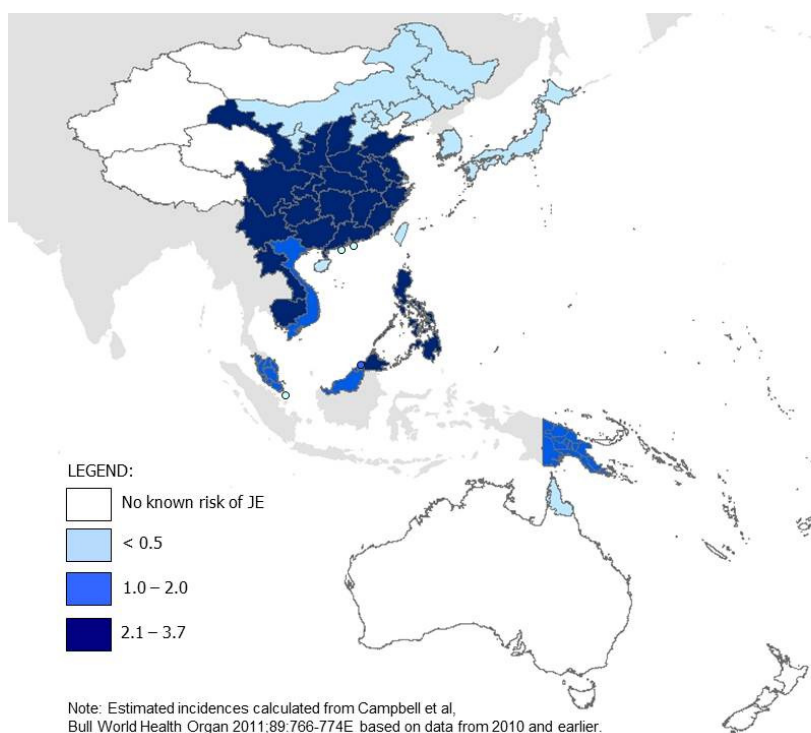 LEGEND:
No known risk of JE
< 0.5
1.0 – 2.0
2.1 – 3.7
Note: Estimated incidences calculated from Campbell et al,
Bull World Health Organ 2011;89:766-774E based on data from 2010 and earlier.